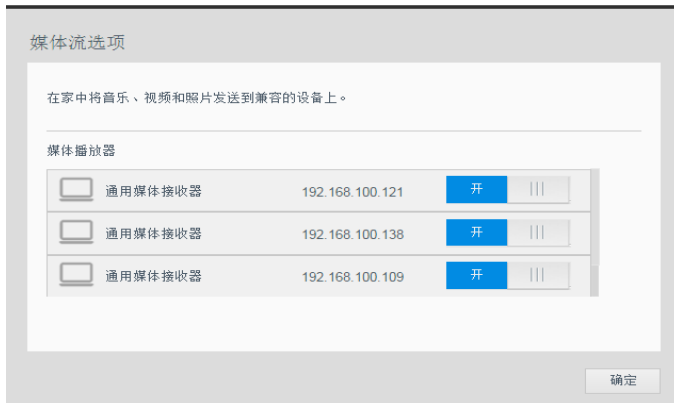 媒体流选项
在家中将音乐、视频和照片发送到兼容的设备上。
媒体播放器
通用媒体接收器 192.168.100.121 开
通用媒体接收器 192.168.100.138 开
通用媒体接收器 192.168.100.109 开
确定